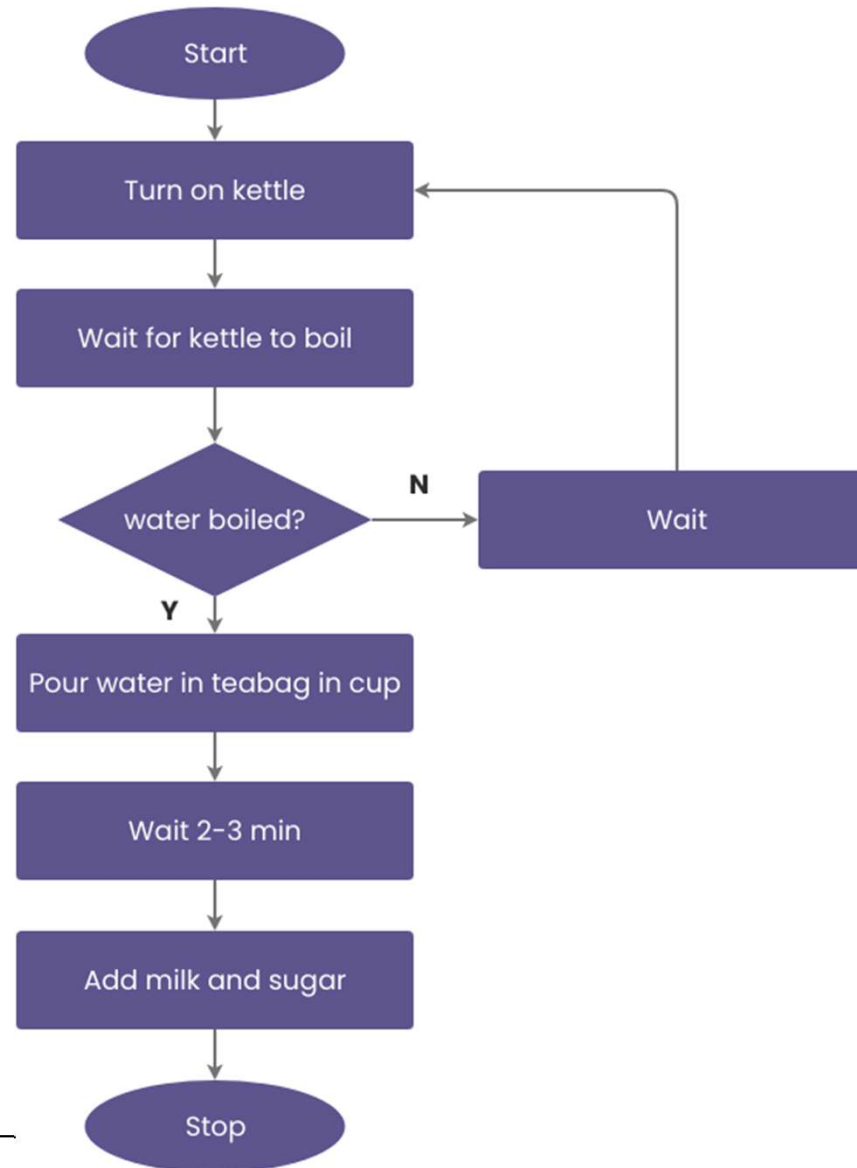 Start
Turn on kettle
Wait for kettle to boil
water boiled?
N
Wait
Y
Pour water in teabag in cup
Wait 2-3 min
Add milk and sugar
Stop